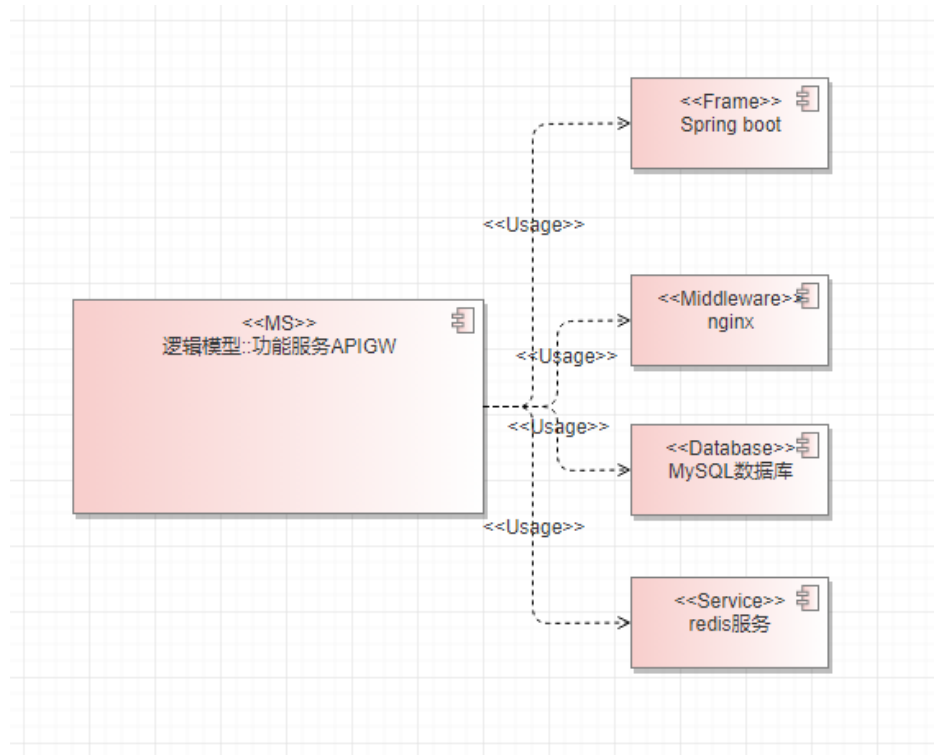 <<Frame>>
Spring boot
<<Usage>>
<<Middleware>>
nginx
<<MS>>
逻辑模型::功能服务APIGW
<<Usage>>
<<Usage>>
<<Database>>
MySQL数据库
<<Usage>>
<<Service>>
redis服务